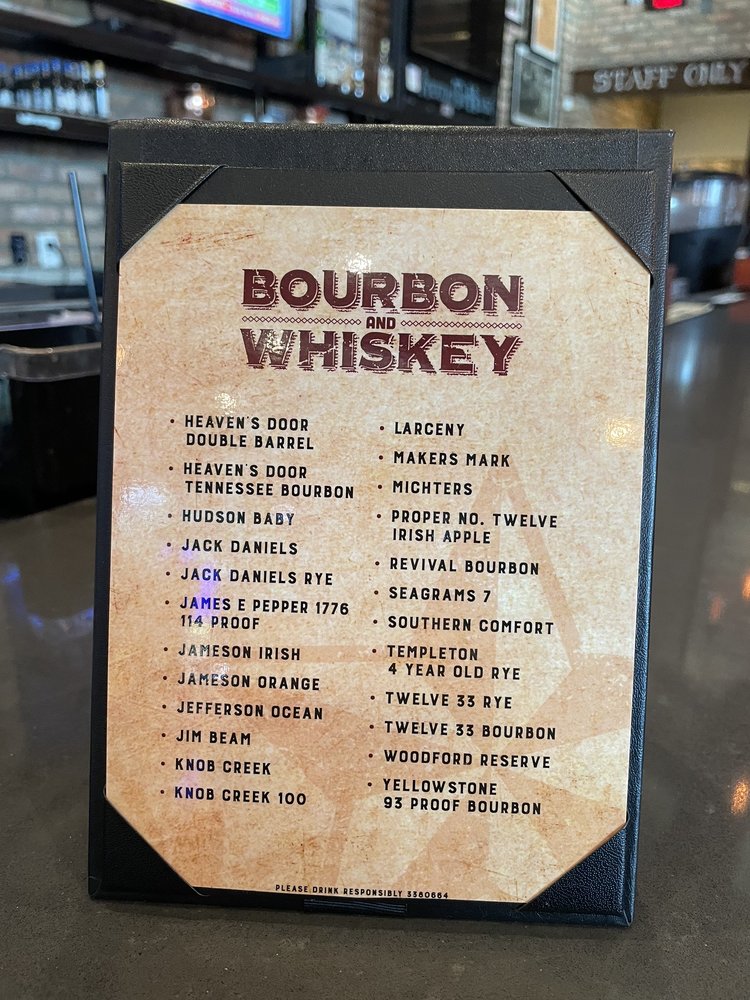 STAFF ONLY
BOURBON
AND
WHISKEY
• HEAVEN'S DOOR
DOUBLE BARREL
• HEAVEN'S DOOR
TENNESSEE BOURBON
• HUDSON BABY
• JACK DANIELS
• JACK DANIELS RYE
• JAMES E PEPPER 1776
114 PROOF
• JAMESON IRISH
• JAMESON ORANGE
• JEFFERSON OCEAN
• JIM BEAM
• KNOB CREEK
• KNOB CREEK 100
• LARCENY
• MAKERS MARK
• MICHTERS
• PROPER NO. TWELVE
IRISH APPLE
• REVIVAL BOURBON
• SEAGRAMS 7
• SOUTHERN COMFORT
• TEMPLETON
4 YEAR OLD RYE
• TWELVE 33 RYE
• TWELVE 33 BOURBON
• WOODFORD RESERVE
• YELLOWSTONE
93 PROOF BOURBON
PLEASE DRINK RESPONSIBLY 3380664